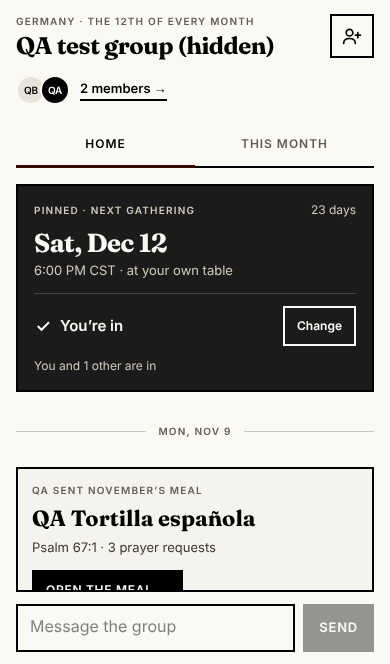 GERMANY · THE 12TH OF EVERY MONTH
QA test group (hidden)
QB QA 2 members →
HOME THIS MONTH
PINNED · NEXT GATHERING 23 days
Sat, Dec 12
6:00 PM CST · at your own table
You’re in Change
You and 1 other are in
MON, NOV 9
QA SENT NOVEMBER’S MEAL
QA Tortilla española
Psalm 67:1 · 3 prayer requests
OPEN THE MEAL
Message the group SEND